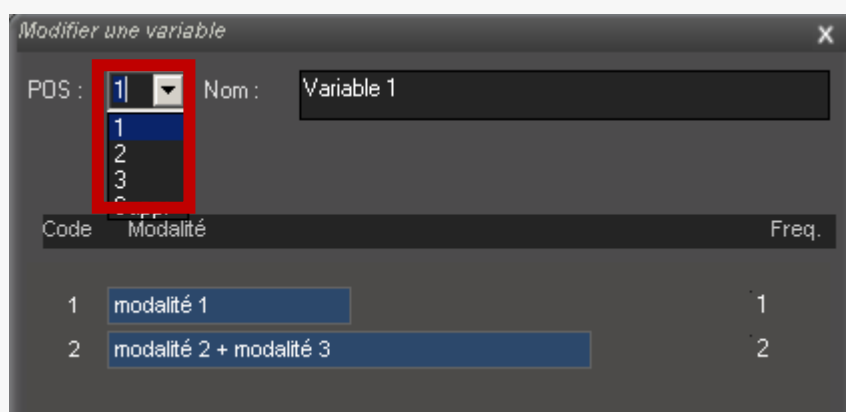 Modifier une variable x
POS : 1 Nom : Variable 1
1
2
3
Code Modalité Freq.
1 modalité 1 1
2 modalité 2 + modalité 3 2